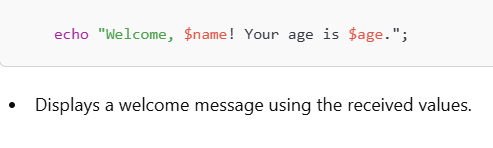 echo "Welcome, $name! Your age is $age.";
• Displays a welcome message using the received values.